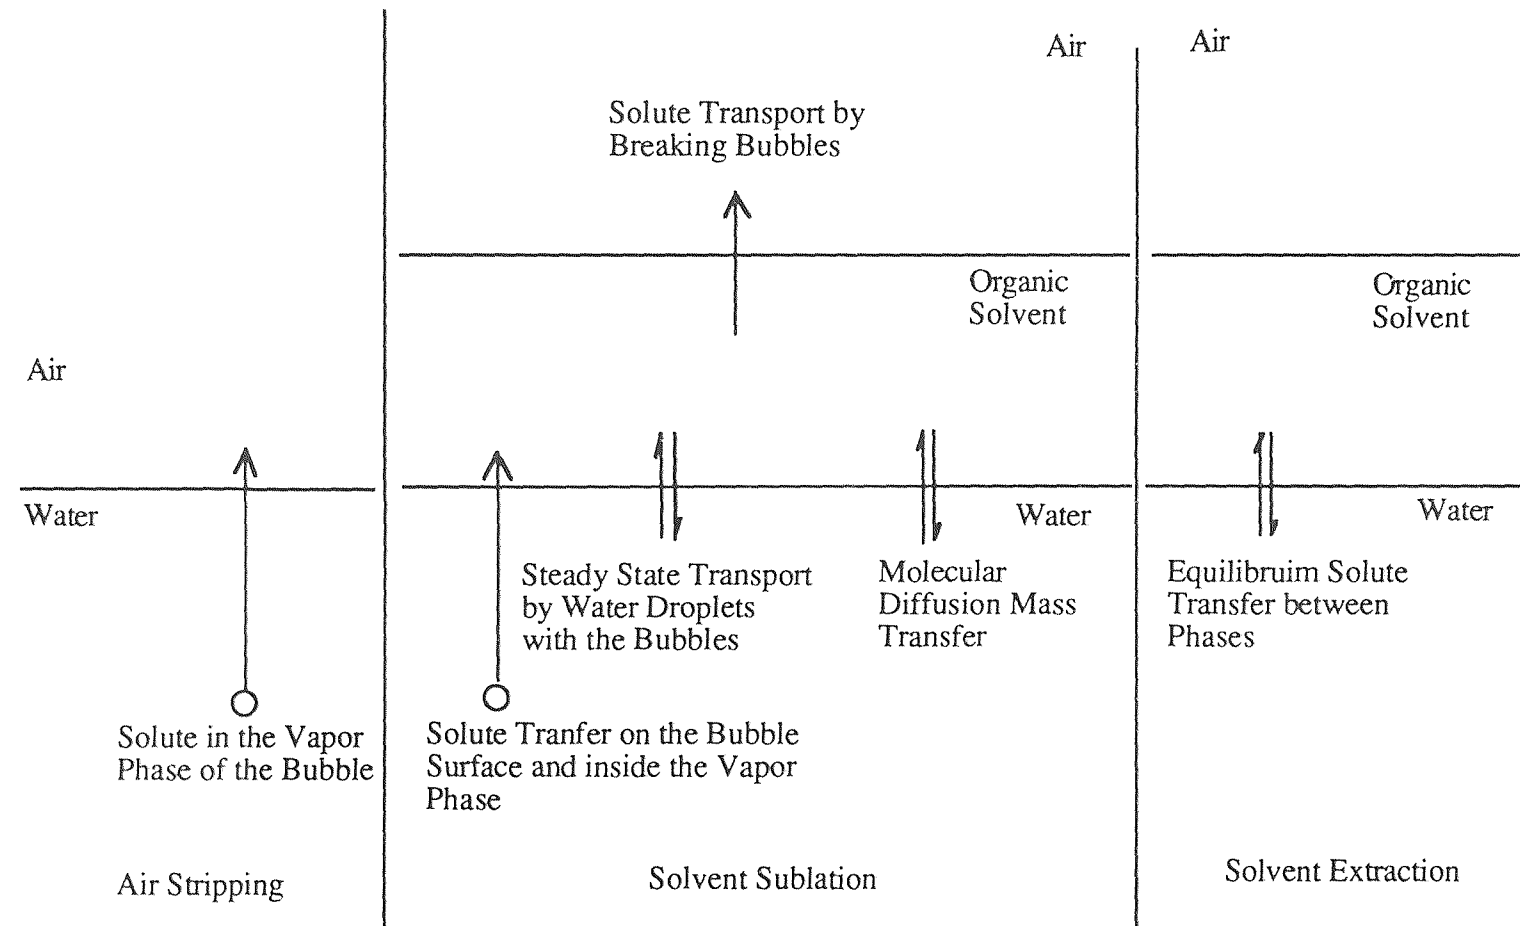 Air
Water
Solute in the Vapor
Phase of the Bubble
Air Stripping
Air
Solute Transport by
Breaking Bubbles
Organic
Solvent
Water
Steady State Transport
by Water Droplets
with the Bubbles
Molecular
Diffusion Mass
Transfer
Solute Tranfer on the Bubble
Surface and inside the Vapor
Phase
Solvent Sublation
Air
Organic
Solvent
Water
Equilibruim Solute
Transfer between
Phases
Solvent Extraction